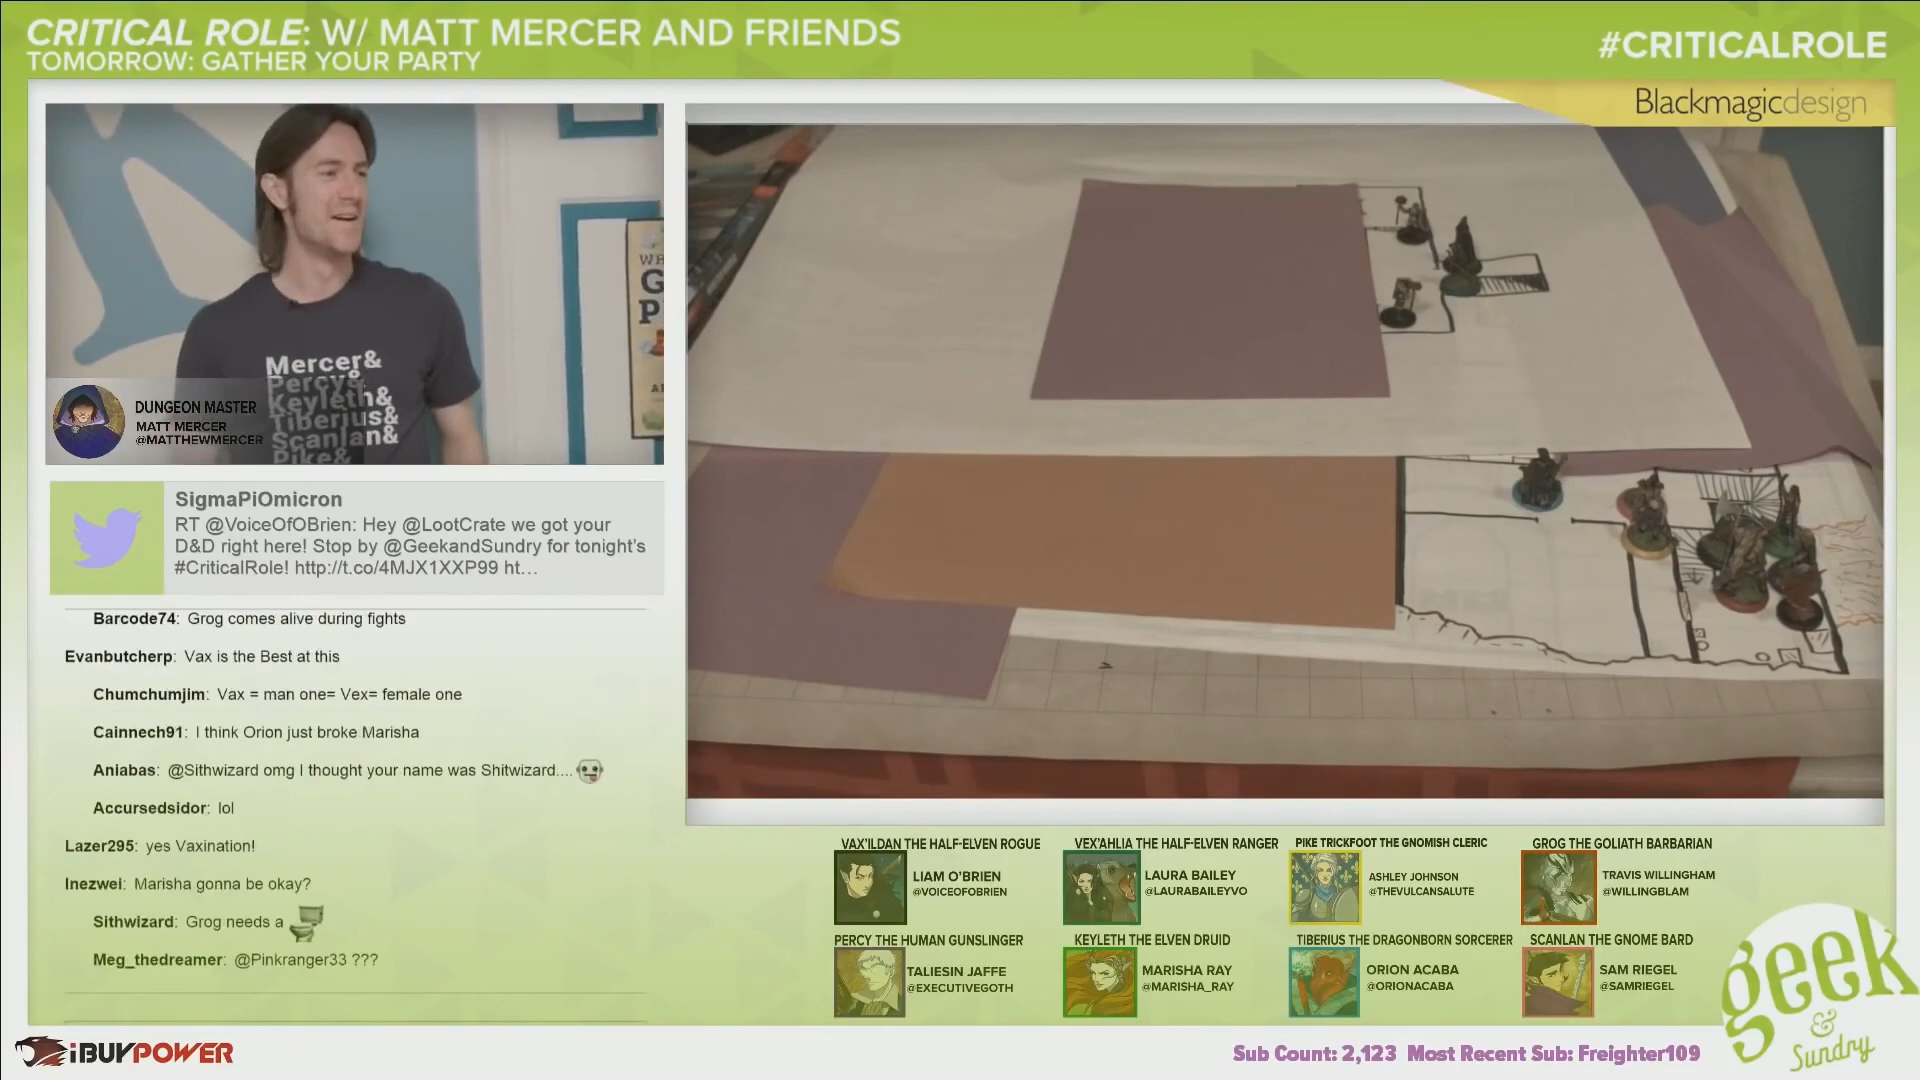 CRITICAL ROLE: W/ MATT MERCER AND FRIENDS
TOMORROW: GATHER YOUR PARTY
#CRITICALROLE
Blackmagicdesign
Mercer&
Percy&
Keyleth&
Tiberius&
Scanlan&
Pike&
DUNGEON MASTER
MATT MERCER
@MATTHEWMERCER
SigmaPiOmicron
RT @VoiceOfOBrien: Hey @LootCrate we got your
D&D right here! Stop by @GeekandSundry for tonight's
#CriticalRole! http://t.co/4MJX1XXP99 ht...
Barcode74: Grog comes alive during fights
Evanbutcherp: Vax is the Best at this
Chumchumjim: Vax = man one= Vex= female one
Cainnech91: I think Orion just broke Marisha
Aniabas: @Sithwizard omg I thought your name was Shitwizard....
Accursedsidor: lol
Lazer295: yes Vaxination!
Inezwei: Marisha gonna be okay?
Sithwizard: Grog needs a
Meg_thedreamer: @Pinkranger33 ???
VAX'ILDAN THE HALF-ELVEN ROGUE
LIAM O'BRIEN
@VOICEOFOBRIEN
VEX'AHLIA THE HALF-ELVEN RANGER
LAURA BAILEY
@LAURABAILEYVO
PIKE TRICKFOOT THE GNOMISH CLERIC
ASHLEY JOHNSON
@THEVULCANSALUTE
GROG THE GOLIATH BARBARIAN
TRAVIS WILLINGHAM
@WILLINGBLAM
PERCY THE HUMAN GUNSLINGER
TALIESIN JAFFE
@EXECUTIVEGOTH
KEYLETH THE ELVEN DRUID
MARISHA RAY
@MARISHA_RAY
TIBERIUS THE DRAGONBORN SORCERER
ORION ACABA
@ORIONACABA
SCANLAN THE GNOME BARD
SAM RIEGEL
@SAMRIEGEL
geek
&
Sundry
iBUYPOWER
Sub Count: 2,123 Most Recent Sub: Freighter109